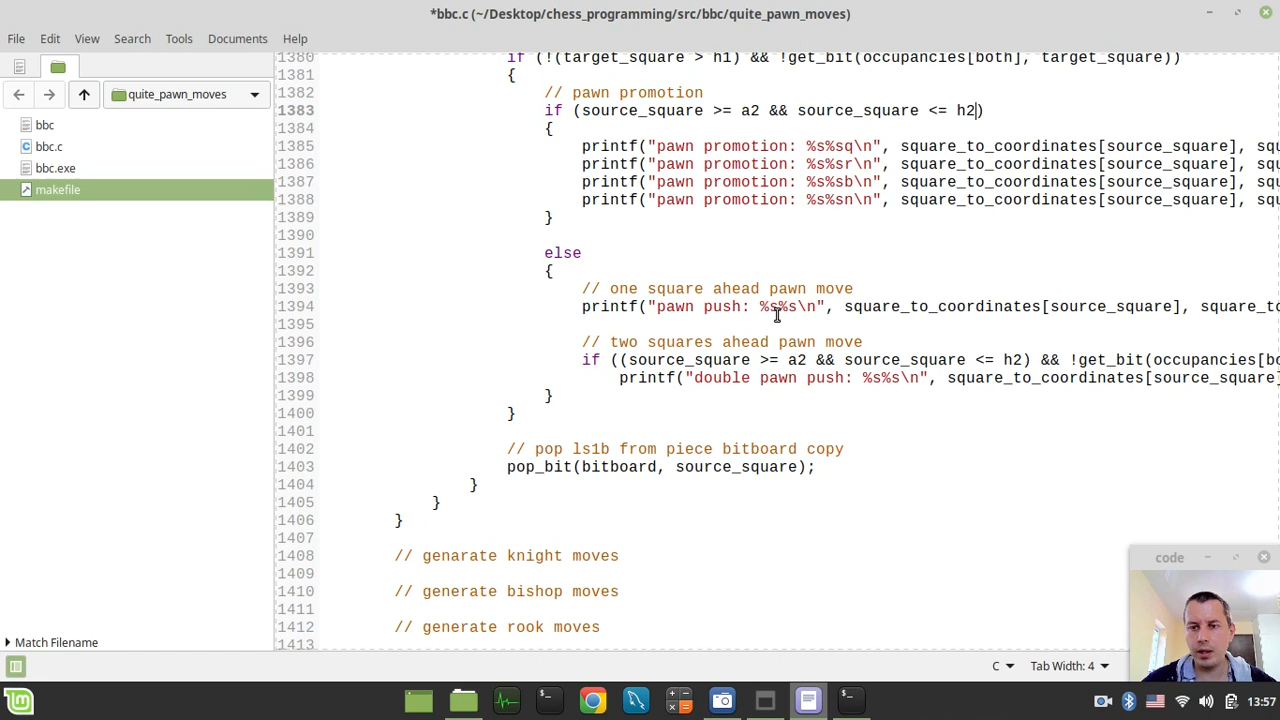 *bbc.c (~/Desktop/chess_programming/src/bbc/quite_pawn_moves)
File Edit View Search Tools Documents Help
quite_pawn_moves
bbc
bbc.c
bbc.exe
makefile
Match Filename
1380 if (!(target_square > h1) && !get_bit(occupancies[both], target_square))
1381 {
1382 // pawn promotion
1383 if (source_square >= a2 && source_square <= h2)
1384 {
1385 printf("pawn promotion: %s%sq\n", square_to_coordinates[source_square], sq
1386 printf("pawn promotion: %s%sr\n", square_to_coordinates[source_square], sq
1387 printf("pawn promotion: %s%sb\n", square_to_coordinates[source_square], sq
1388 printf("pawn promotion: %s%sn\n", square_to_coordinates[source_square], sq
1389 }
1390
1391 else
1392 {
1393 // one square ahead pawn move
1394 printf("pawn push: %s%s\n", square_to_coordinates[source_square], square_to
1395
1396 // two squares ahead pawn move
1397 if ((source_square >= a2 && source_square <= h2) && !get_bit(occupancies[bo
1398 printf("double pawn push: %s%s\n", square_to_coordinates[source_square]
1399 }
1400 }
1401
1402 // pop ls1b from piece bitboard copy
1403 pop_bit(bitboard, source_square);
1404 }
1405 }
1406 }
1407
1408 // genarate knight moves
1409
1410 // generate bishop moves
1411
1412 // generate rook moves
1413
code
C Tab Width: 4
13:57